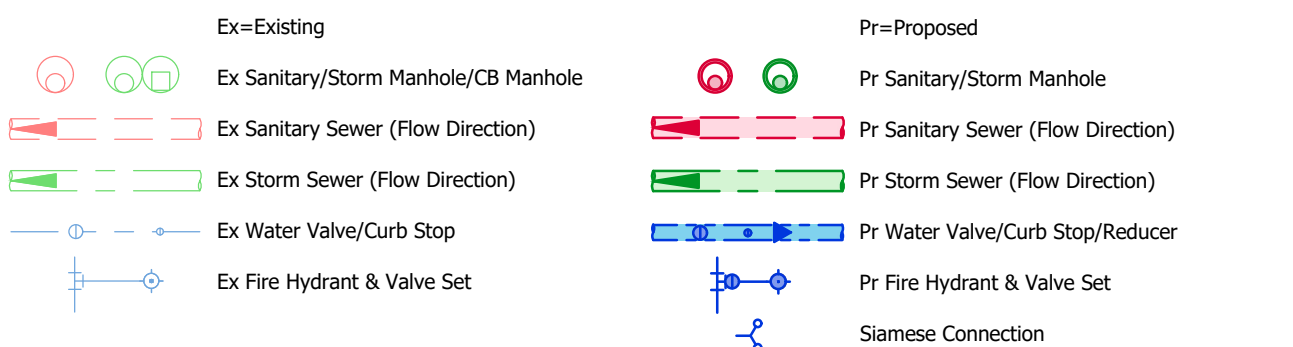 Ex=Existing
Ex Sanitary/Storm Manhole/CB Manhole
Ex Sanitary Sewer (Flow Direction)
Ex Storm Sewer (Flow Direction)
Ex Water Valve/Curb Stop
Ex Fire Hydrant & Valve Set
Pr=Proposed
Pr Sanitary/Storm Manhole
Pr Sanitary Sewer (Flow Direction)
Pr Storm Sewer (Flow Direction)
Pr Water Valve/Curb Stop/Reducer
Pr Fire Hydrant & Valve Set
Siamese Connection